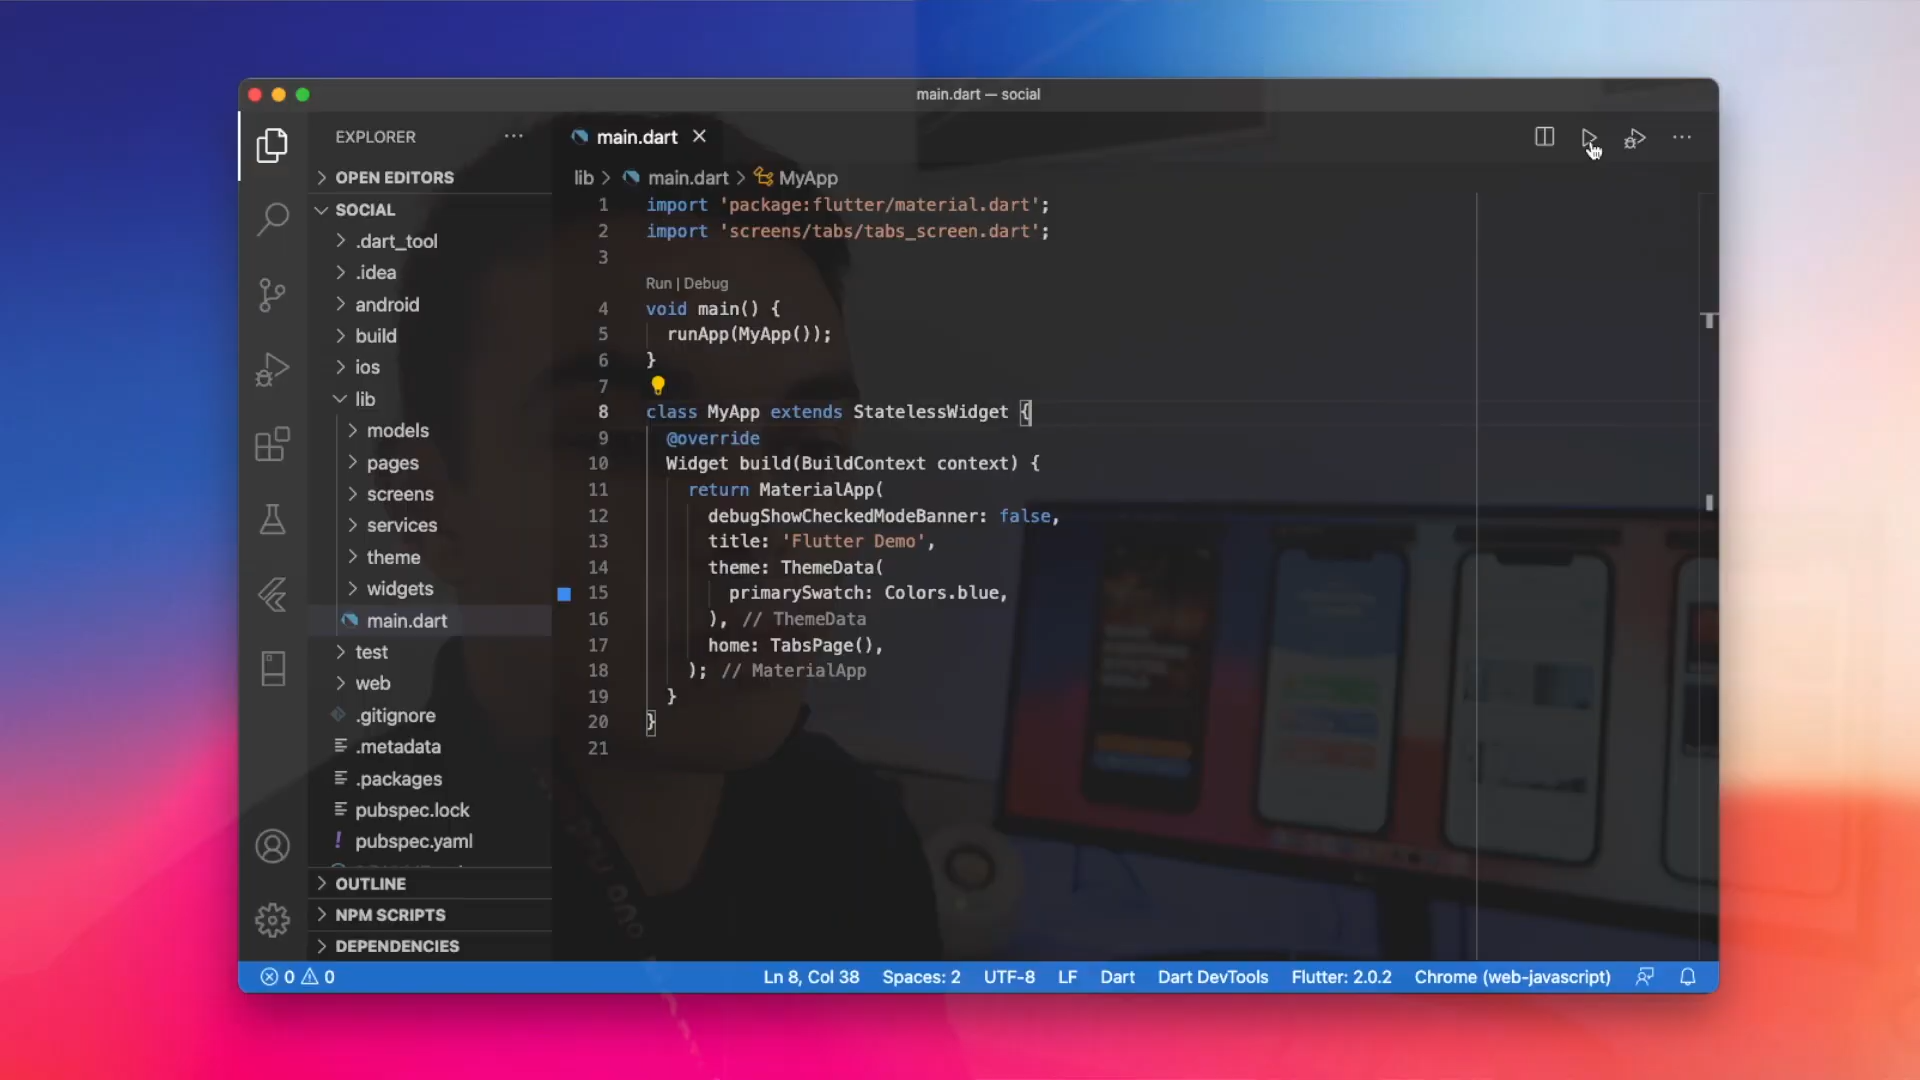 main.dart — social
EXPLORER
OPEN EDITORS
SOCIAL
.dart_tool
.idea
android
build
ios
lib
models
pages
screens
services
theme
widgets
main.dart
test
web
.gitignore
.metadata
.packages
pubspec.lock
pubspec.yaml
OUTLINE
NPM SCRIPTS
DEPENDENCIES
main.dart
lib > main.dart > MyApp
1 import 'package:flutter/material.dart';
2 import 'screens/tabs/tabs_screen.dart';
3
Run | Debug
4 void main() {
5 runApp(MyApp());
6 }
7
8 class MyApp extends StatelessWidget {
9 @override
10 Widget build(BuildContext context) {
11 return MaterialApp(
12 debugShowCheckedModeBanner: false,
13 title: 'Flutter Demo',
14 theme: ThemeData(
15 primarySwatch: Colors.blue,
16 ), // ThemeData
17 home: TabsPage(),
18 ); // MaterialApp
19 }
20 }
21
0 0 Ln 8, Col 38 Spaces: 2 UTF-8 LF Dart Dart DevTools Flutter: 2.0.2 Chrome (web-javascript)